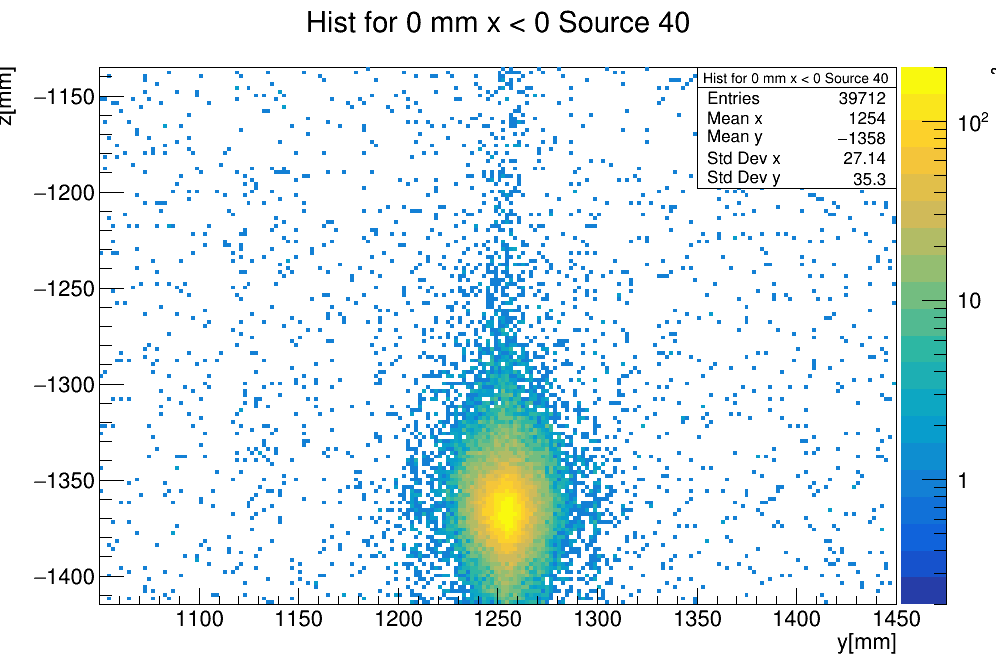 Hist for 0 mm x < 0 Source 40
z[mm]
−1150
−1200
−1250
−1300
−1350
−1400
Hist for 0 mm x < 0 Source 40
Entries 39712
Mean x 1254
Mean y −1358
Std Dev x 27.14
Std Dev y 35.3
10²
10
1
1100 1150 1200 1250 1300 1350 1400 1450
y[mm]